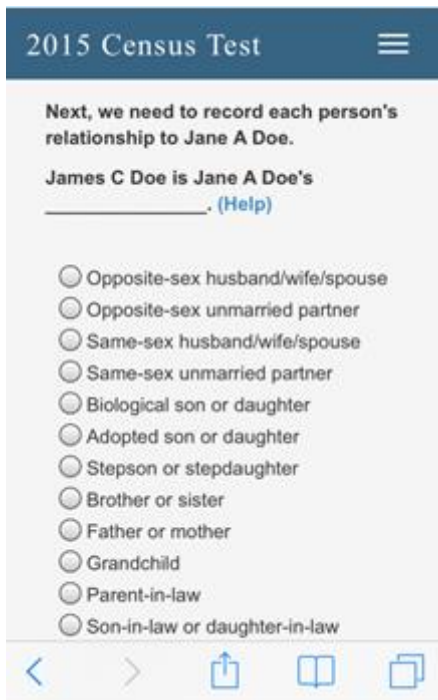 2015 Census Test
Next, we need to record each person's
relationship to Jane A Doe.
James C Doe is Jane A Doe's
________________. (Help)
Opposite-sex husband/wife/spouse
Opposite-sex unmarried partner
Same-sex husband/wife/spouse
Same-sex unmarried partner
Biological son or daughter
Adopted son or daughter
Stepson or stepdaughter
Brother or sister
Father or mother
Grandchild
Parent-in-law
Son-in-law or daughter-in-law